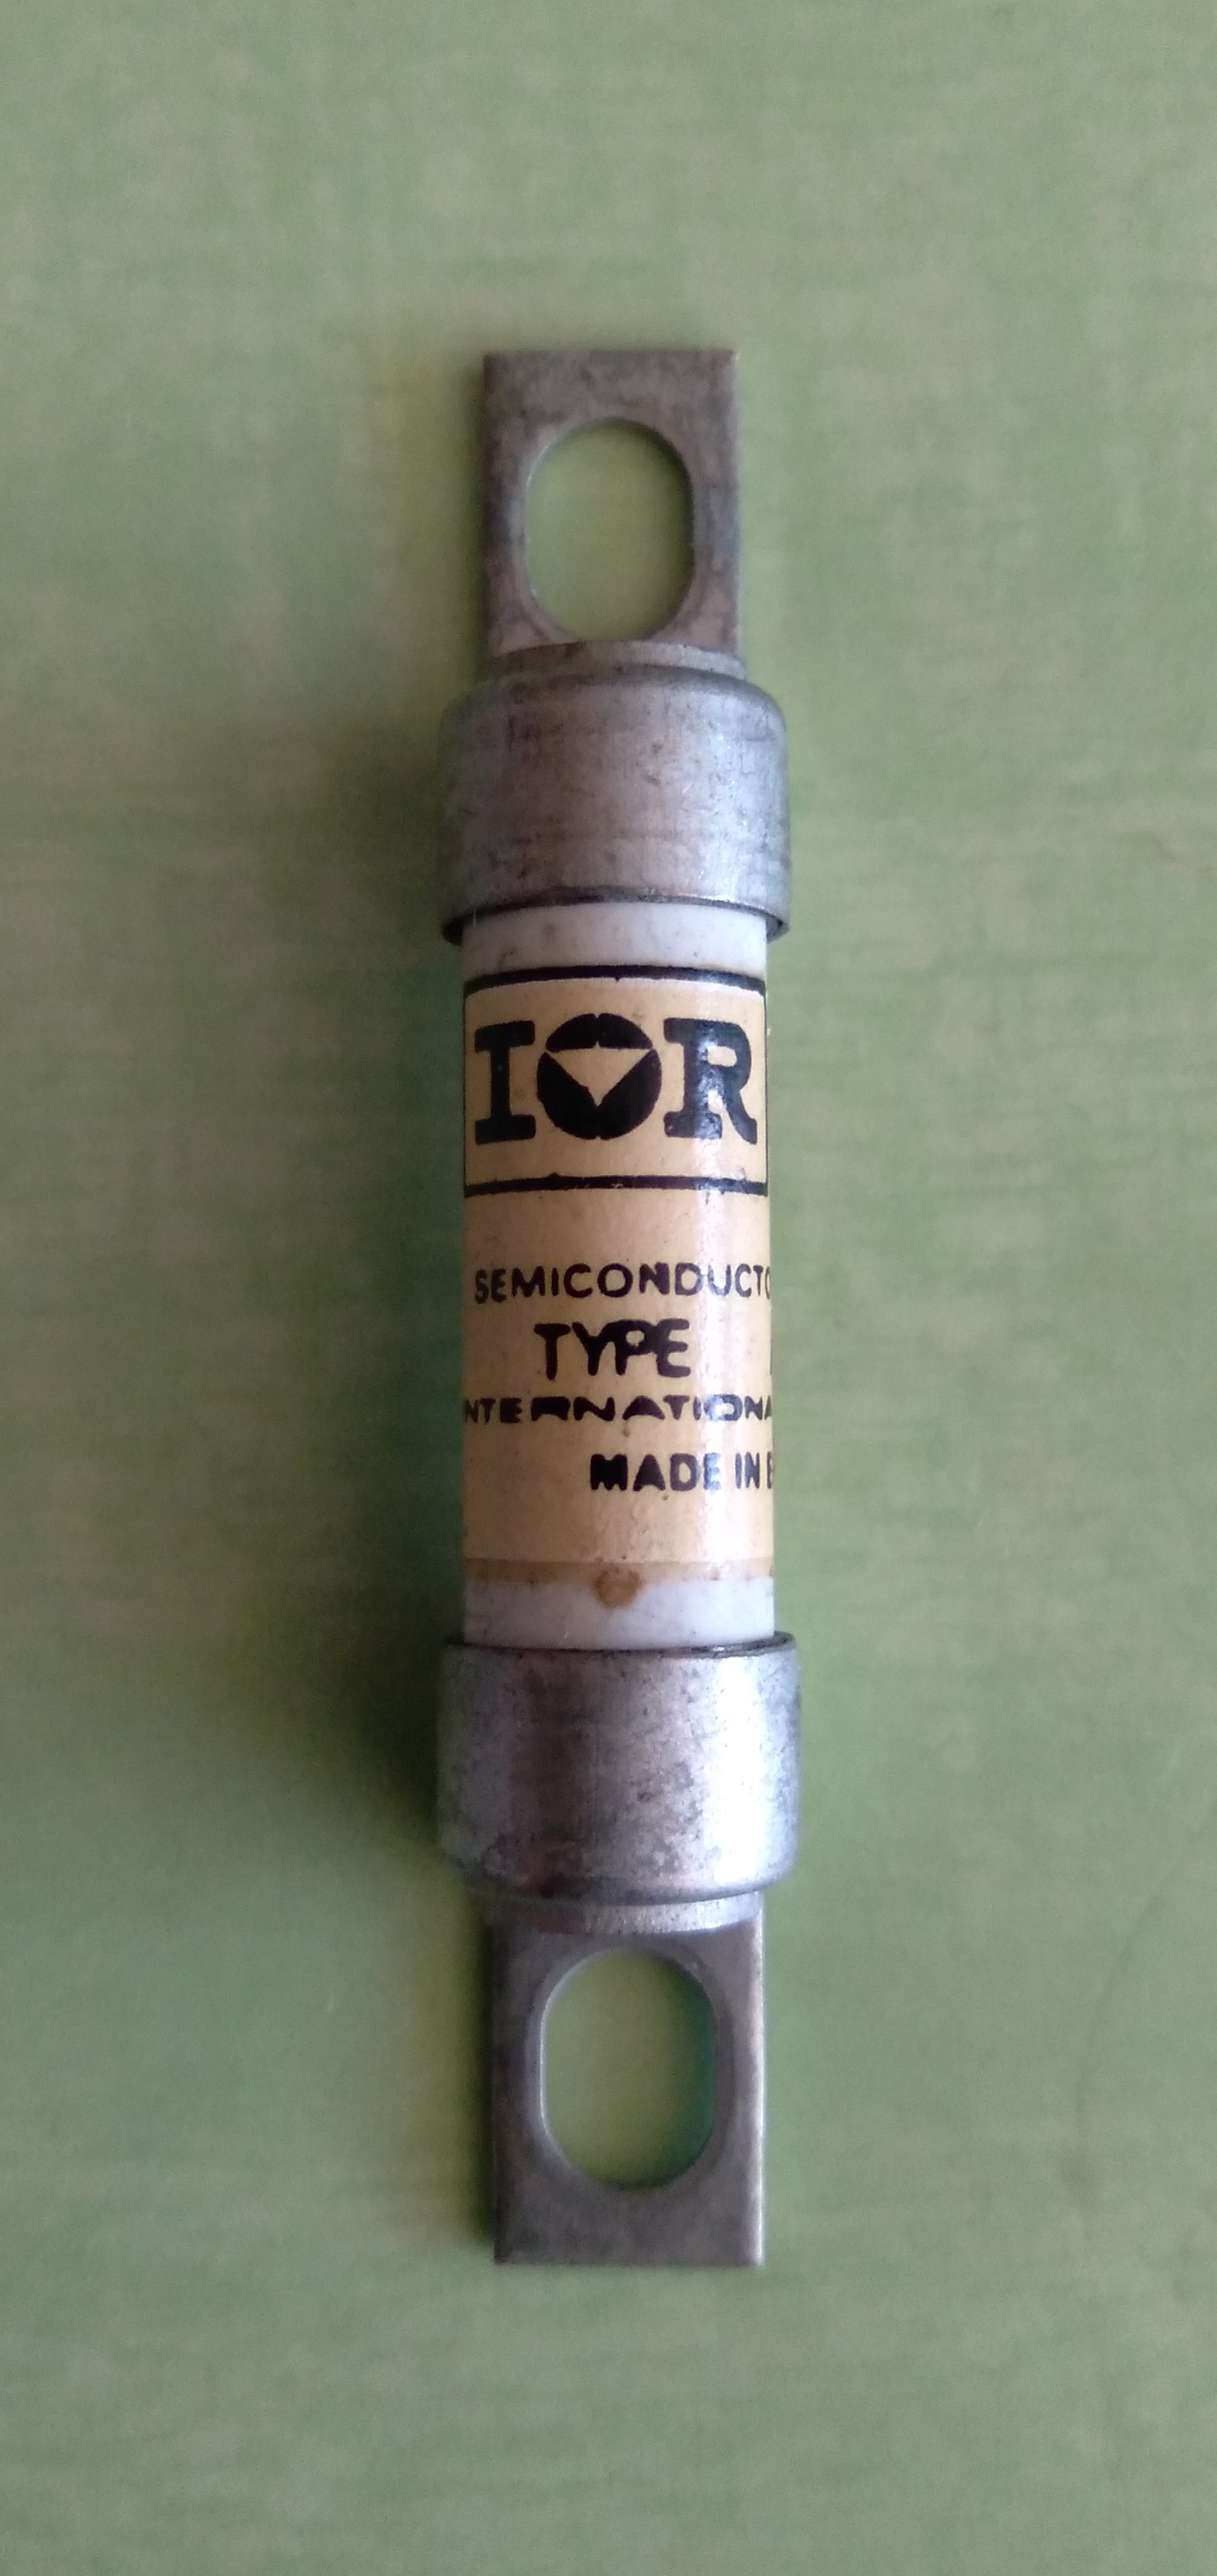 IOR
SEMICONDUCTO
TYPE
NTERNATIONA
MADE IN E